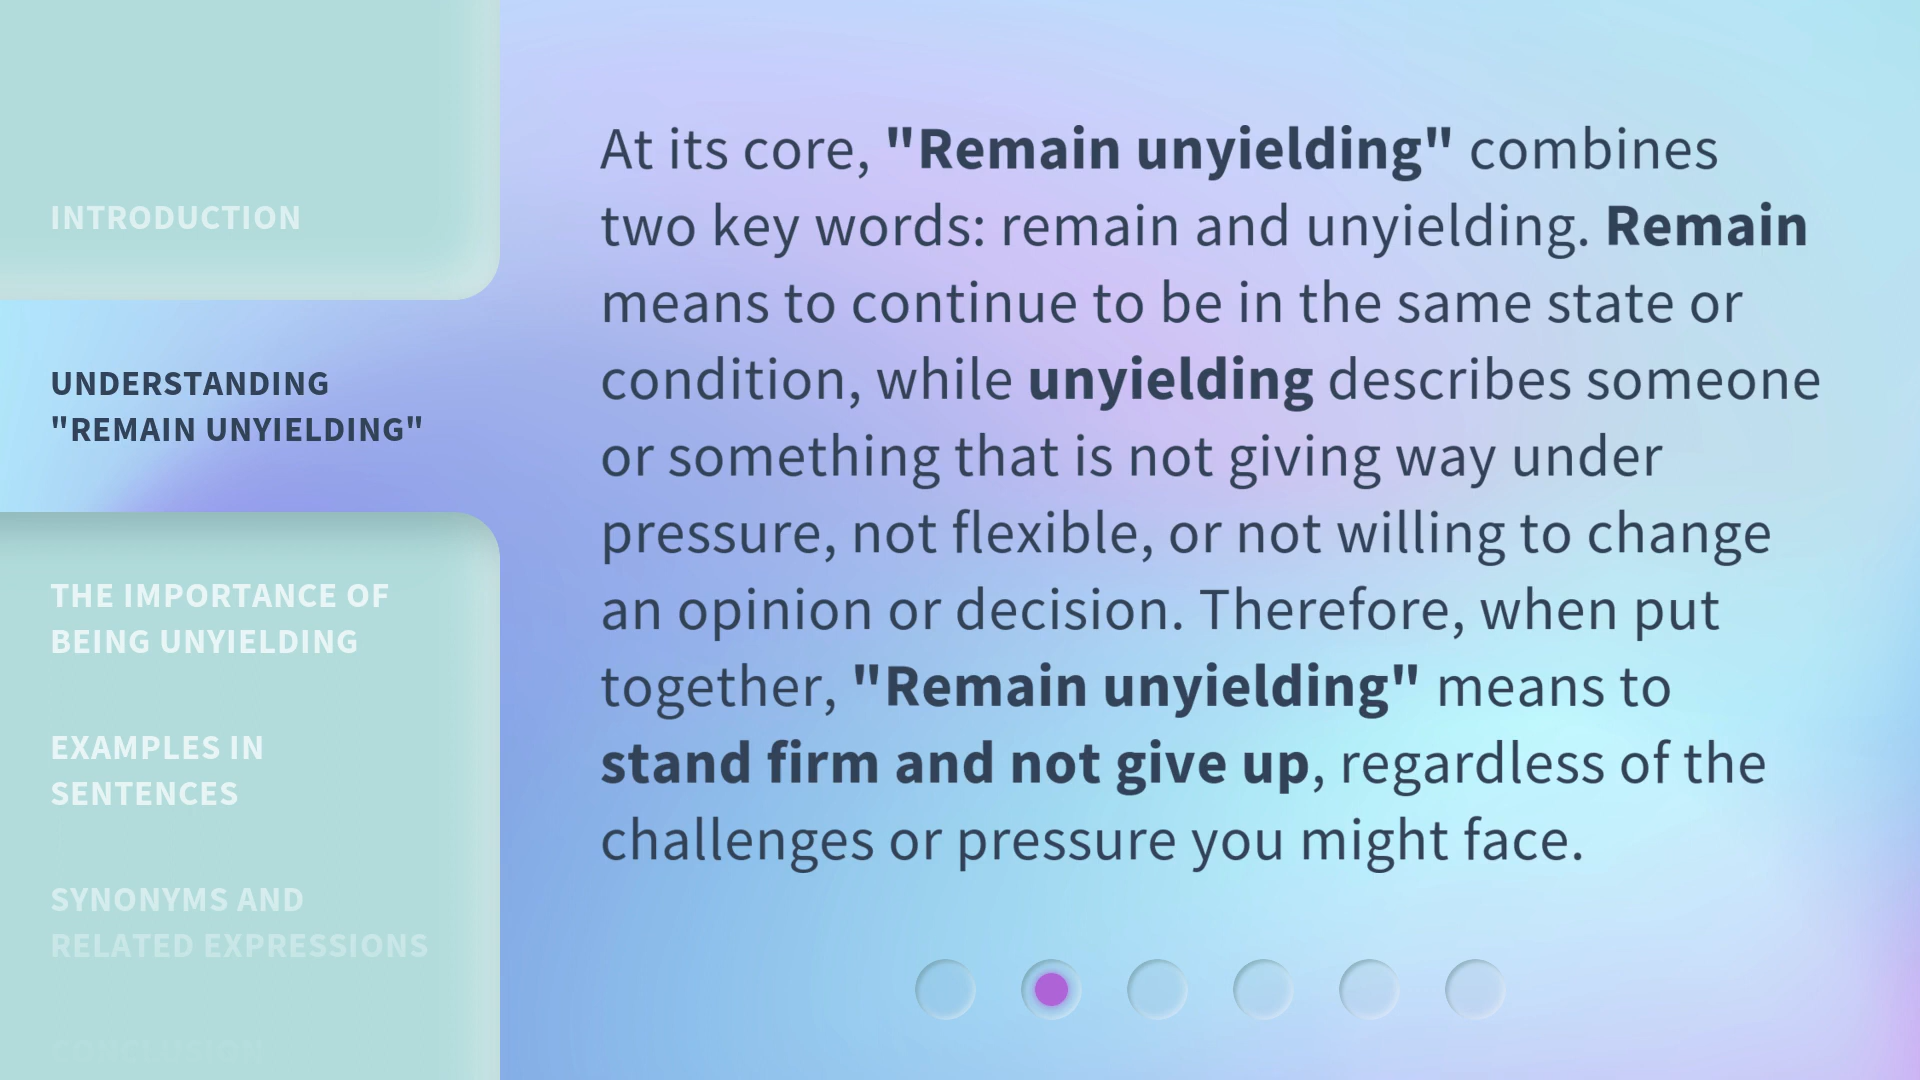 INTRODUCTION
UNDERSTANDING
"REMAIN UNYIELDING"
THE IMPORTANCE OF
BEING UNYIELDING
EXAMPLES IN
SENTENCES
SYNONYMS AND
RELATED EXPRESSIONS
CONCLUSION
At its core, "Remain unyielding" combines
two key words: remain and unyielding. Remain
means to continue to be in the same state or
condition, while unyielding describes someone
or something that is not giving way under
pressure, not flexible, or not willing to change
an opinion or decision. Therefore, when put
together, "Remain unyielding" means to
stand firm and not give up, regardless of the
challenges or pressure you might face.